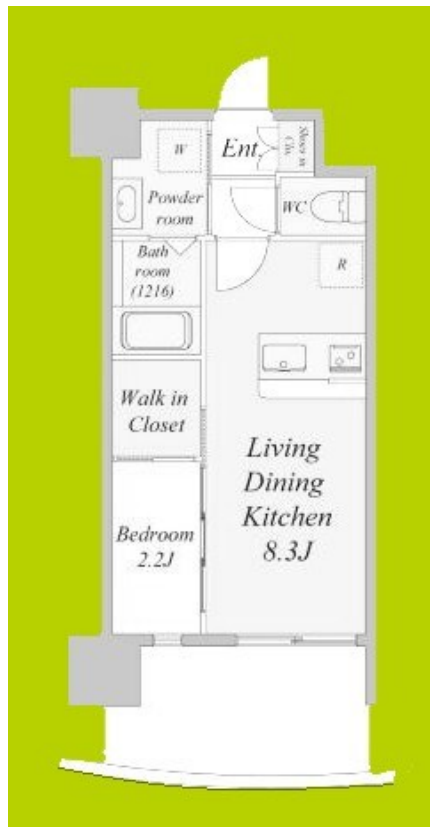 W
Ent.
Shoes in
Clo.
Powder
room
WC
Bath
room
(1216)
R
Walk in
Closet
Living
Dining
Kitchen
8.3J
Bedroom
2.2J